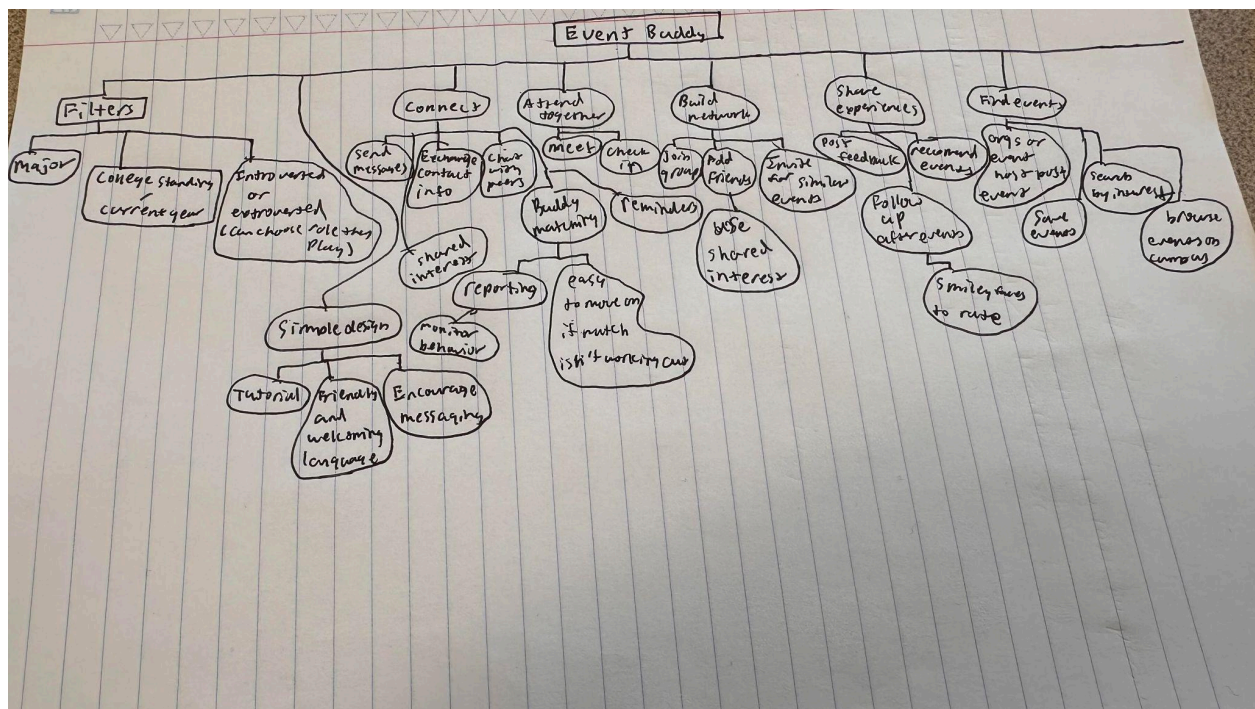 Event Buddy
Filters
major
College standing
/
current year
Introverted
or
extroverted
(can choose role they
play)
Simple design
Tutorial
Friendly
and
welcoming
language
Encourage
messaging
Connect
send
messages
Exchange
contact
info
Chat
with
peers
shared
interest
Buddy
matching
reporting
monitor
behavior
easy
to move on
if match
isn't working out
reminders
Attend
together
meet
check
in
Build
network
Join
group
Add
friends
Invite
for similar
events
base
shared
interest
Share
experiences
Post
feedback
recommend
events
Follow
up
after events
Smiley faces
to rate
Find events
orgs or
event
host post
event
Save
events
search
by interest
browse
events on
campus